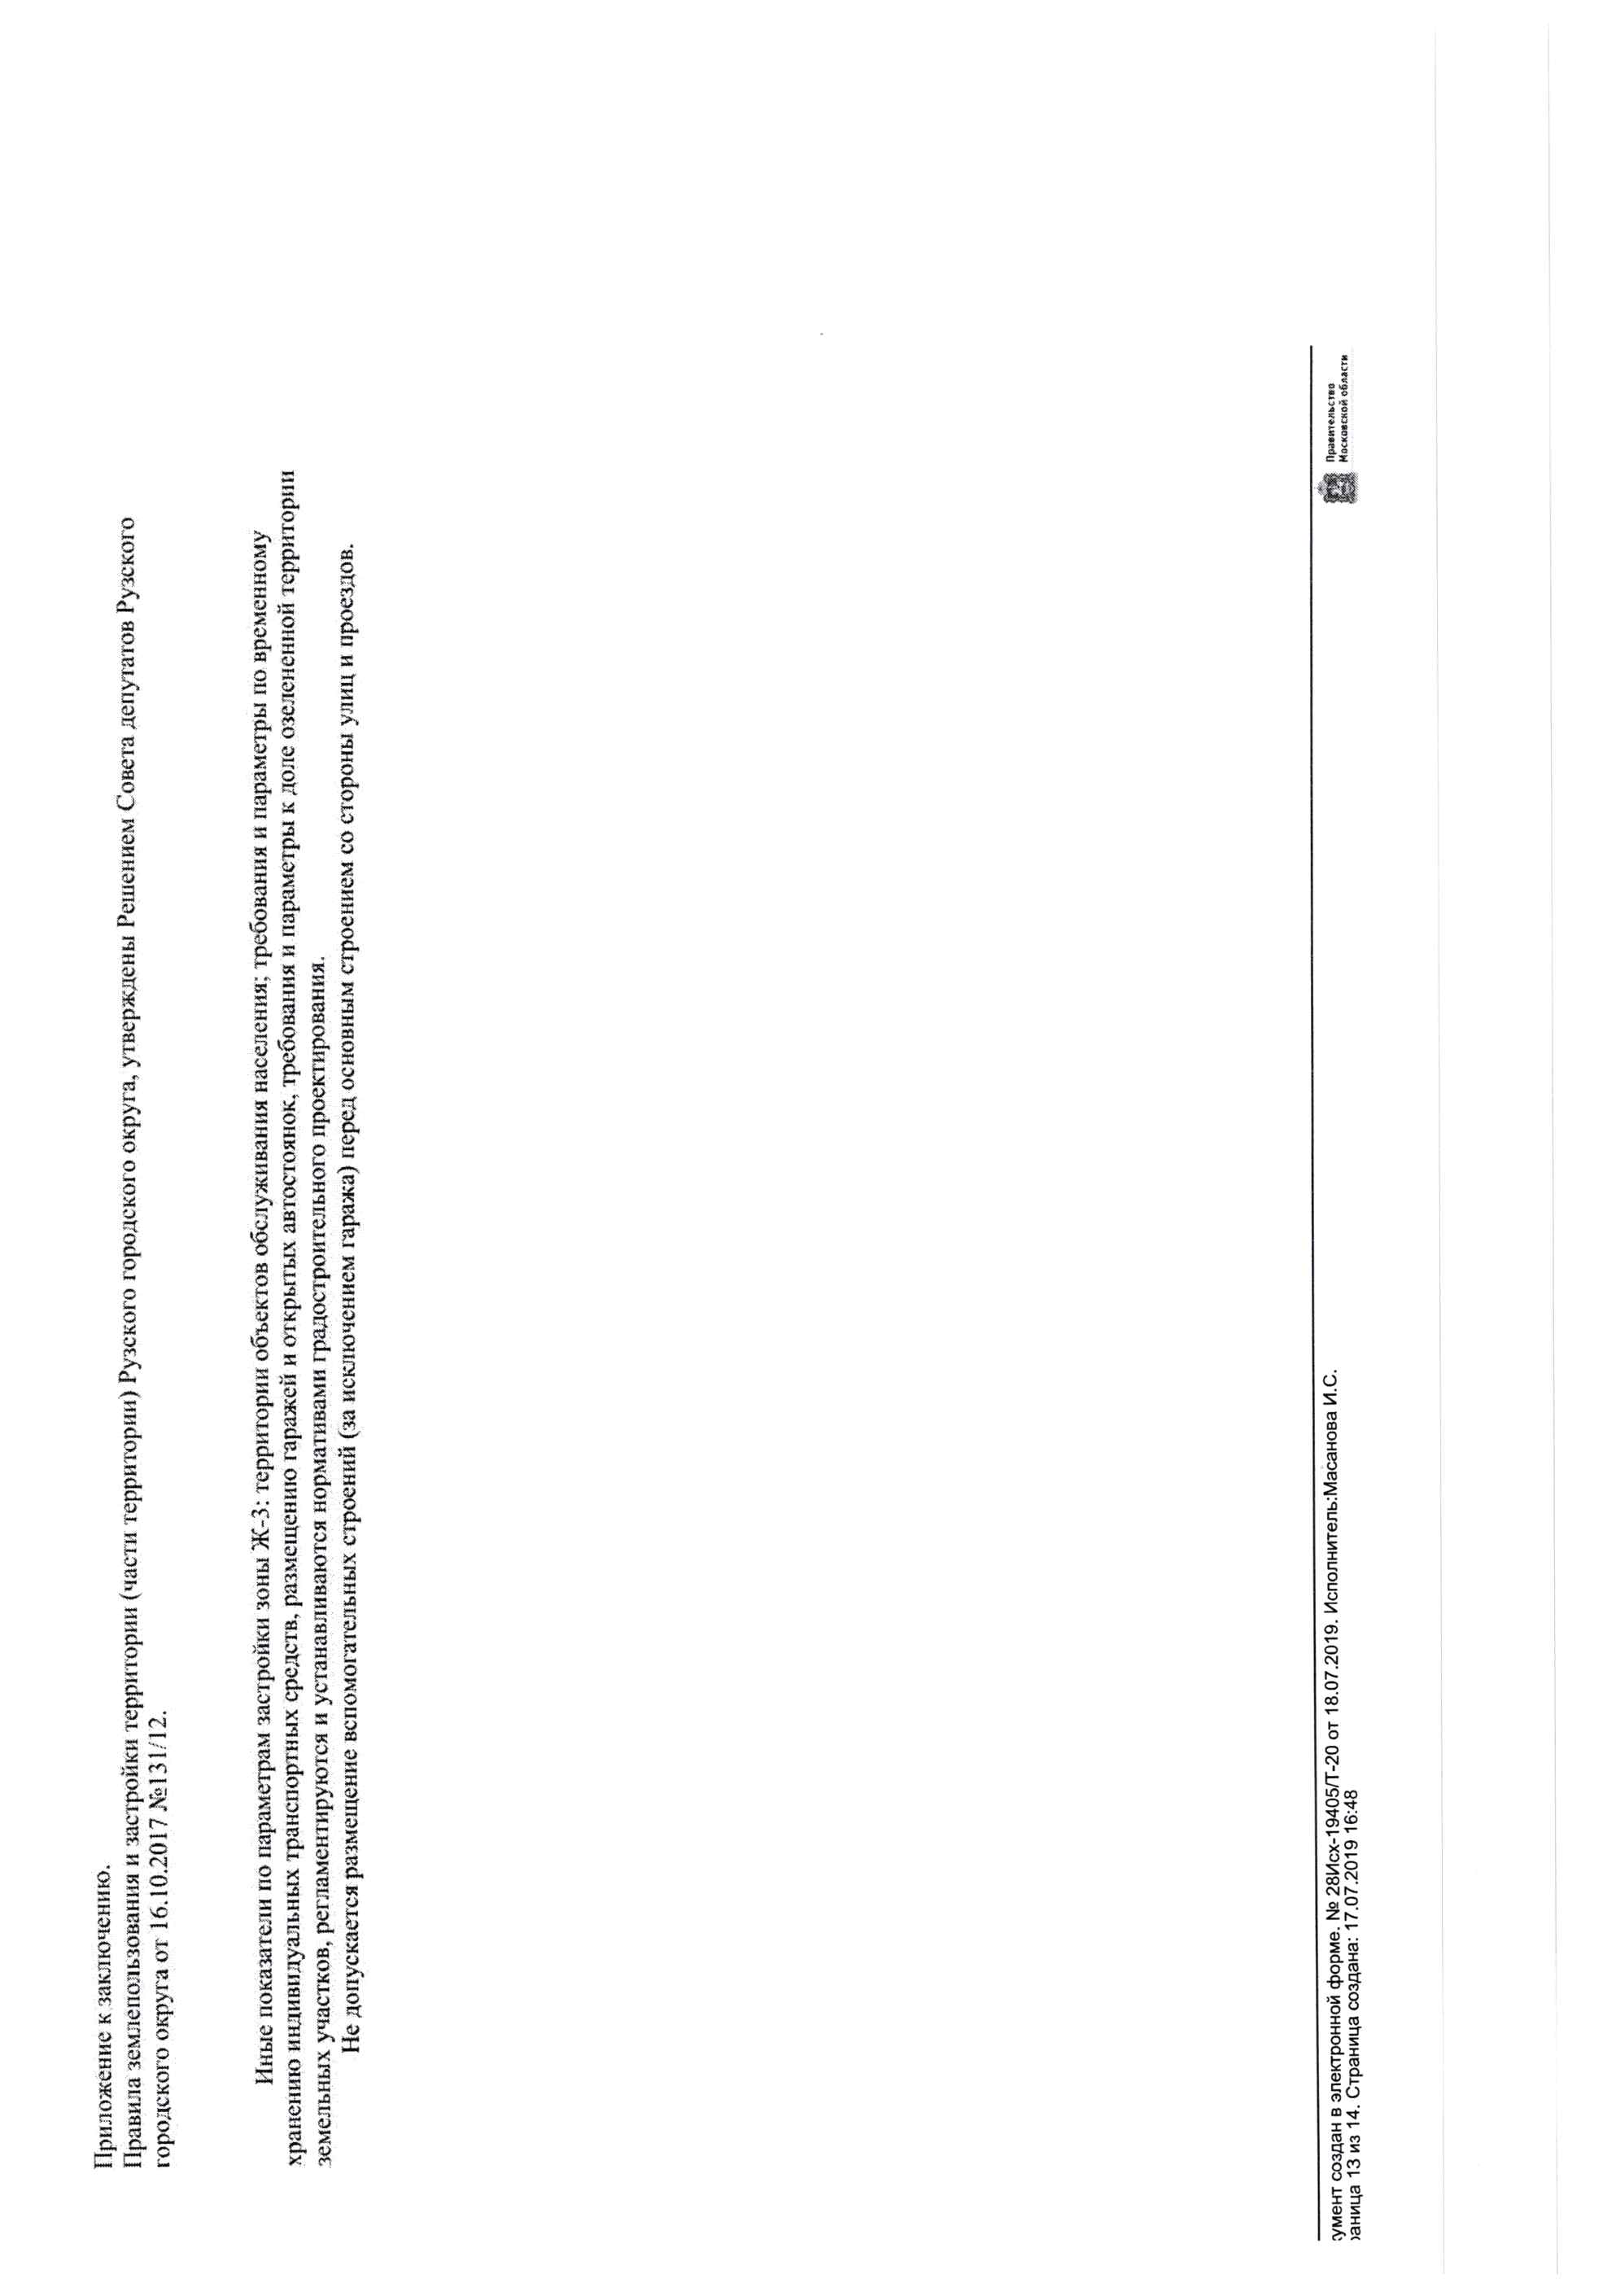 Приложение к заключению.
Правила землепользования и застройки территории (части территории) Рузского городского округа, утверждены Решением Совета депутатов Рузского
городского округа от 16.10.2017 №131/12.
Иные показатели по параметрам застройки зоны Ж-3: территории объектов обслуживания населения; требования и параметры по временному
хранению индивидуальных транспортных средств, размещению гаражей и открытых автостоянок, требования и параметры к доле озелененной территории
земельных участков, регламентируются и устанавливаются нормативами градостроительного проектирования.
Не допускается размещение вспомогательных строений (за исключением гаража) перед основным строением со стороны улиц и проездов.
умент создан в электронной форме. № 28Исх-19405/Т-20 от 18.07.2019. Исполнитель:Масанова И.С.
аница 13 из 14. Страница создана: 17.07.2019 16:48
Правительство
Московской области